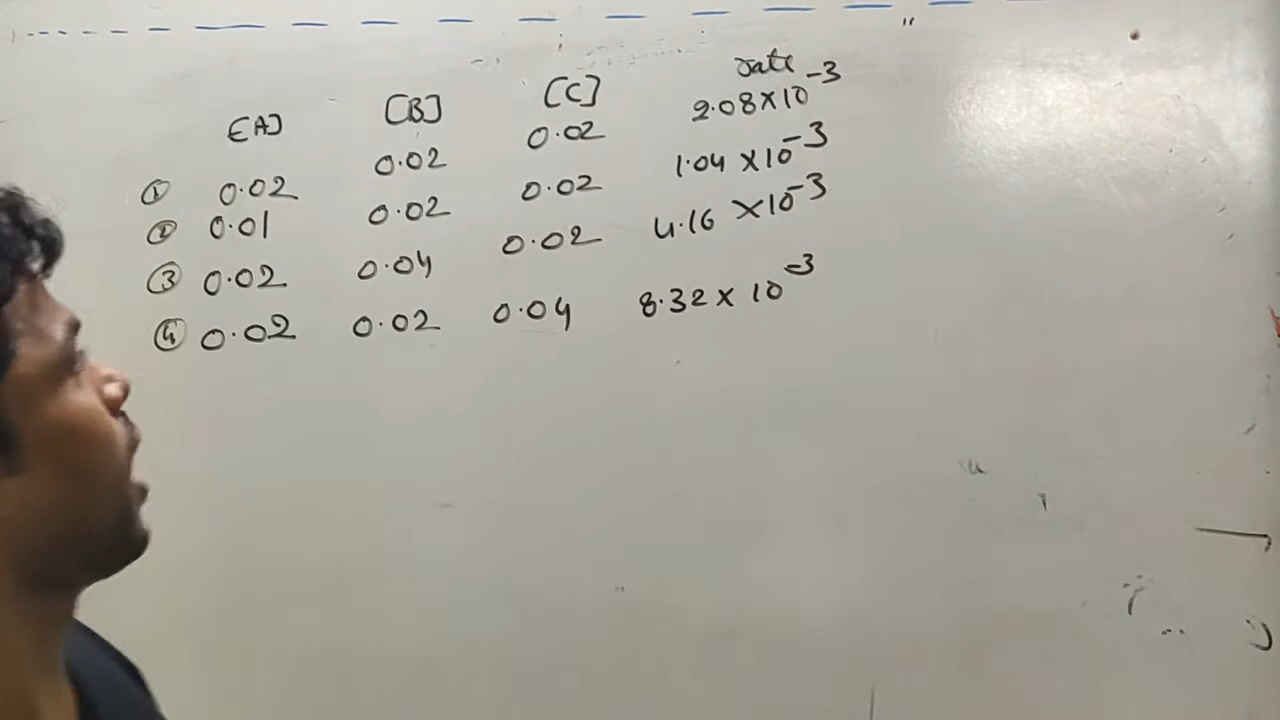 [A] [B] [C] rate
① 0.02 0.02 0.02 2.08×10⁻³
② 0.01 0.02 0.02 1.04 ×10⁻³
③ 0.02 0.04 0.02 4.16 ×10⁻³
④ 0.02 0.02 0.04 8.32 × 10⁻³